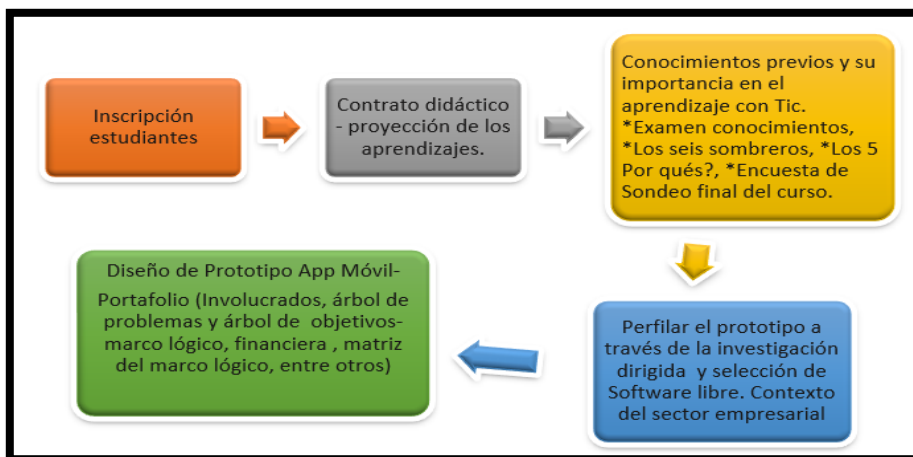 Inscripción
estudiantes
Contrato didáctico
- proyección de los
aprendizajes.
Conocimientos previos y su
importancia en el
aprendizaje con Tic.
*Examen conocimientos,
*Los seis sombreros, *Los 5
Por qués?, *Encuesta de
Sondeo final del curso.
Perfilar el prototipo a
través de la investigación
dirigida y selección de
Software libre. Contexto
del sector empresarial
Diseño de Prototipo App Móvil-
Portafolio (Involucrados, árbol de
problemas y árbol de objetivos-
marco lógico, financiera , matriz
del marco lógico, entre otros)